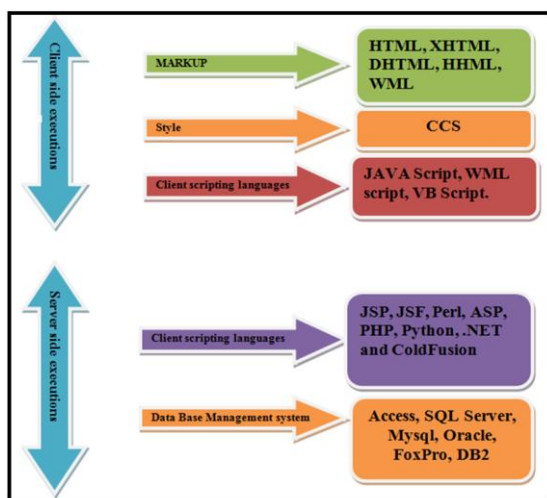 Client side executions
MARKUP
HTML, XHTML,
DHTML, HHML,
WML
Style
CCS
Client scripting languages
JAVA Script, WML
script, VB Script.
Server side executions
Client scripting languages
JSP, JSF, Perl, ASP,
PHP, Python, .NET
and ColdFusion
Data Base Management system
Access, SQL Server,
Mysql, Oracle,
FoxPro, DB2